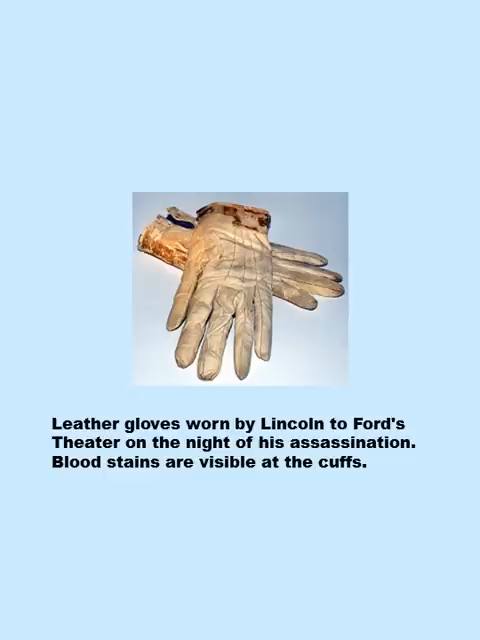 Leather gloves worn by Lincoln to Ford's
Theater on the night of his assassination.
Blood stains are visible at the cuffs.